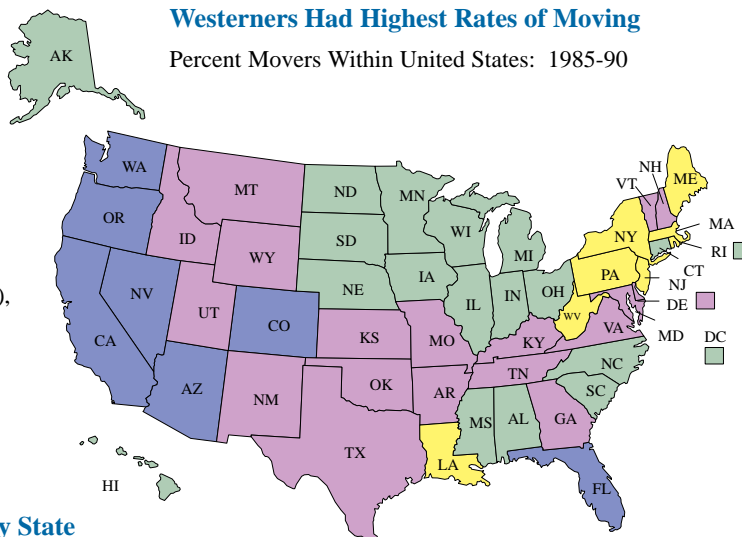 Westerners Had Highest Rates of Moving
Percent Movers Within United States: 1985-90
AK
WA
MT
ND
MN
VT
NH
ME
OR
ID
SD
WI
MI
NY
MA
RI
WY
IA
PA
CT
NJ
NV
UT
NE
IL
IN
OH
WV
DE
),
CA
CO
KS
MO
KY
VA
MD
DC
AZ
NM
OK
AR
TN
NC
SC
TX
MS
AL
GA
LA
FL
HI
y State